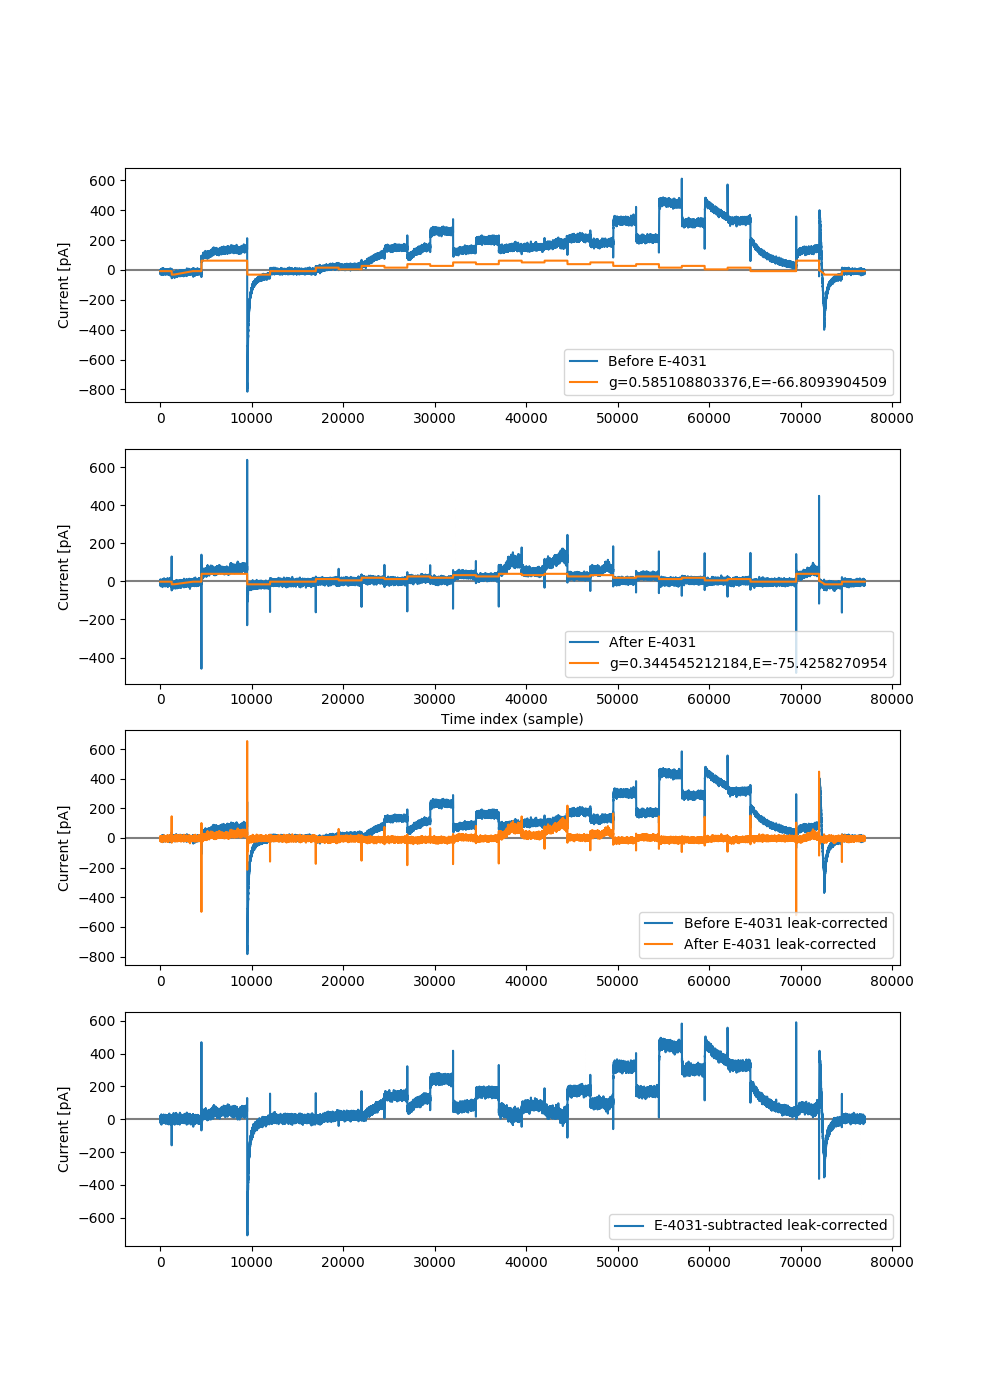 600
400
200
0
−200
−400
−600
−800
Current [pA]
Before E-4031
g=0.585108803376,E=-66.8093904509
0 10000 20000 30000 40000 50000 60000 70000 80000
600
400
200
0
−200
−400
Current [pA]
After E-4031
g=0.344545212184,E=-75.4258270954
0 10000 20000 30000 40000 50000 60000 70000 80000
Time index (sample)
600
400
200
0
−200
−400
−600
−800
Current [pA]
Before E-4031 leak-corrected
After E-4031 leak-corrected
0 10000 20000 30000 40000 50000 60000 70000 80000
600
400
200
0
−200
−400
−600
Current [pA]
E-4031-subtracted leak-corrected
0 10000 20000 30000 40000 50000 60000 70000 80000